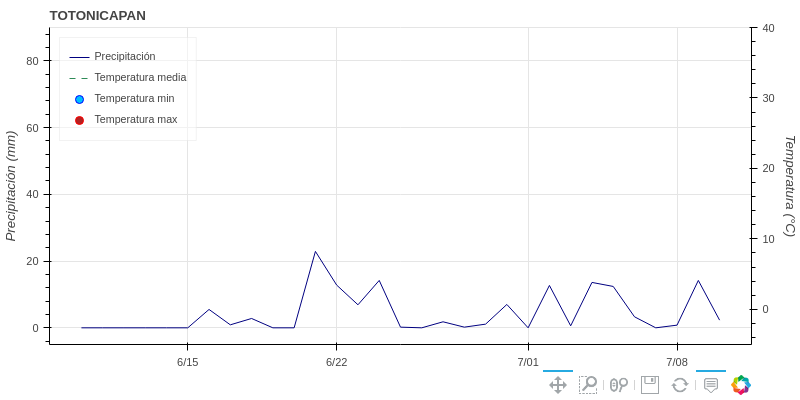 TOTONICAPAN
Precipitación
Temperatura media
Temperatura min
Temperatura max
80
60
40
20
0
Precipitación (mm)
40
30
20
10
0
Temperatura (°C)
6/15
6/22
7/01
7/08